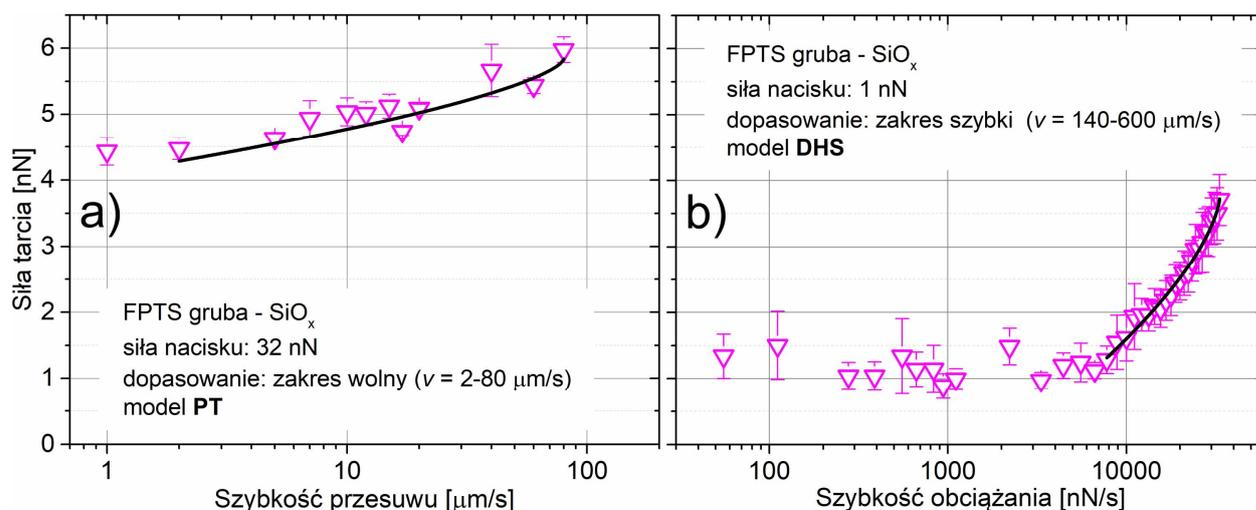 Siła tarcia [nN]
6
5
4
3
2
1
0
a)
FPTS gruba - SiOx
siła nacisku: 32 nN
dopasowanie: zakres wolny (v = 2-80 μm/s)
model PT
1
10
100
Szybkość przesuwu [μm/s]
b)
FPTS gruba - SiOx
siła nacisku: 1 nN
dopasowanie: zakres szybki (v = 140-600 μm/s)
model DHS
100
1000
10000
Szybkość obciążania [nN/s]